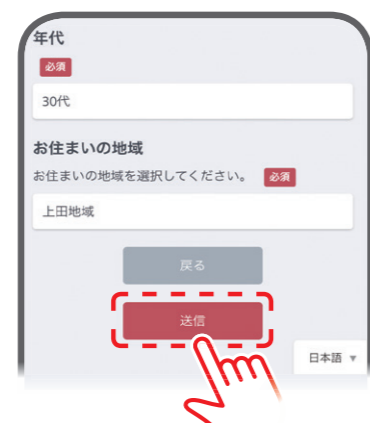 年代
必須
30代
お住まいの地域
お住まいの地域を選択してください。 必須
上田地域
戻る
送信
日本語 ▼